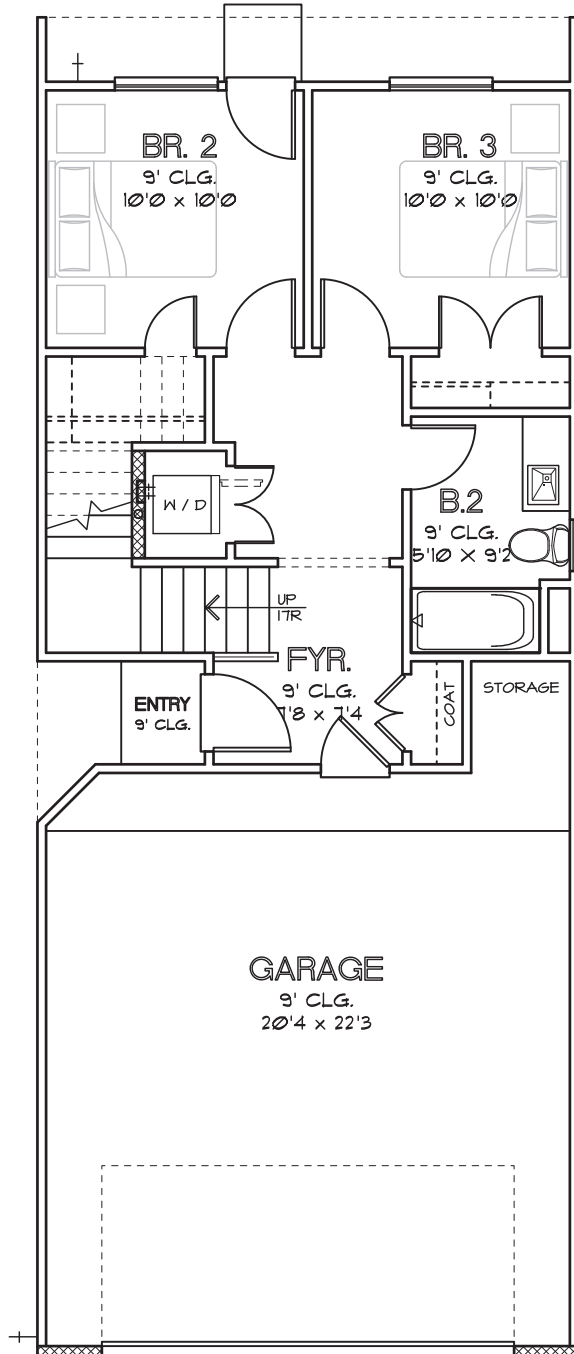 BR. 2
9' CLG.
10'0 x 10'0
BR. 3
9' CLG.
10'0 x 10'0
W / D
B.2
9' CLG.
5'10 X 9'2
UP
17R
FYR.
9' CLG.
7'8 x 7'4
ENTRY
9' CLG.
COAT
STORAGE
GARAGE
9' CLG.
20'4 x 22'3